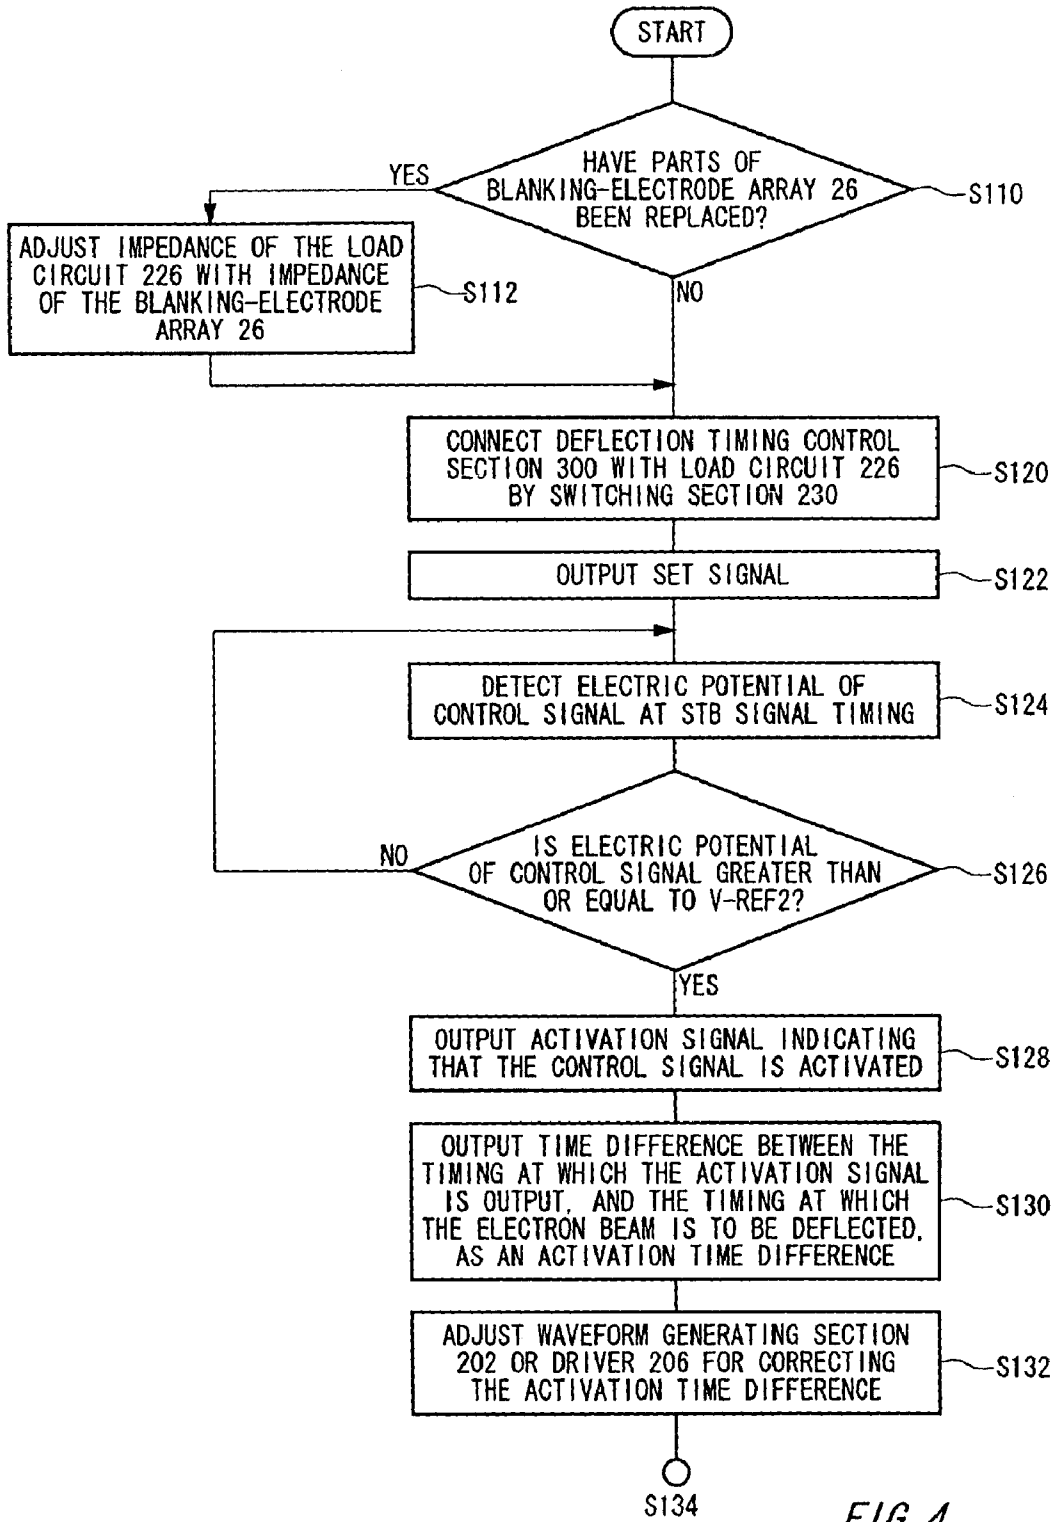 START
HAVE PARTS OF
BLANKING-ELECTRODE ARRAY 26
BEEN REPLACED?
S110
YES
NO
ADJUST IMPEDANCE OF THE LOAD
CIRCUIT 226 WITH IMPEDANCE
OF THE BLANKING-ELECTRODE
ARRAY 26
S112
CONNECT DEFLECTION TIMING CONTROL
SECTION 300 WITH LOAD CIRCUIT 226
BY SWITCHING SECTION 230
S120
OUTPUT SET SIGNAL
S122
DETECT ELECTRIC POTENTIAL OF
CONTROL SIGNAL AT STB SIGNAL TIMING
S124
IS ELECTRIC POTENTIAL
OF CONTROL SIGNAL GREATER THAN
OR EQUAL TO V-REF2?
S126
NO
YES
OUTPUT ACTIVATION SIGNAL INDICATING
THAT THE CONTROL SIGNAL IS ACTIVATED
S128
OUTPUT TIME DIFFERENCE BETWEEN THE
TIMING AT WHICH THE ACTIVATION SIGNAL
IS OUTPUT, AND THE TIMING AT WHICH
THE ELECTRON BEAM IS TO BE DEFLECTED,
AS AN ACTIVATION TIME DIFFERENCE
S130
ADJUST WAVEFORM GENERATING SECTION
202 OR DRIVER 206 FOR CORRECTING
THE ACTIVATION TIME DIFFERENCE
S132
S134
FIG. 4